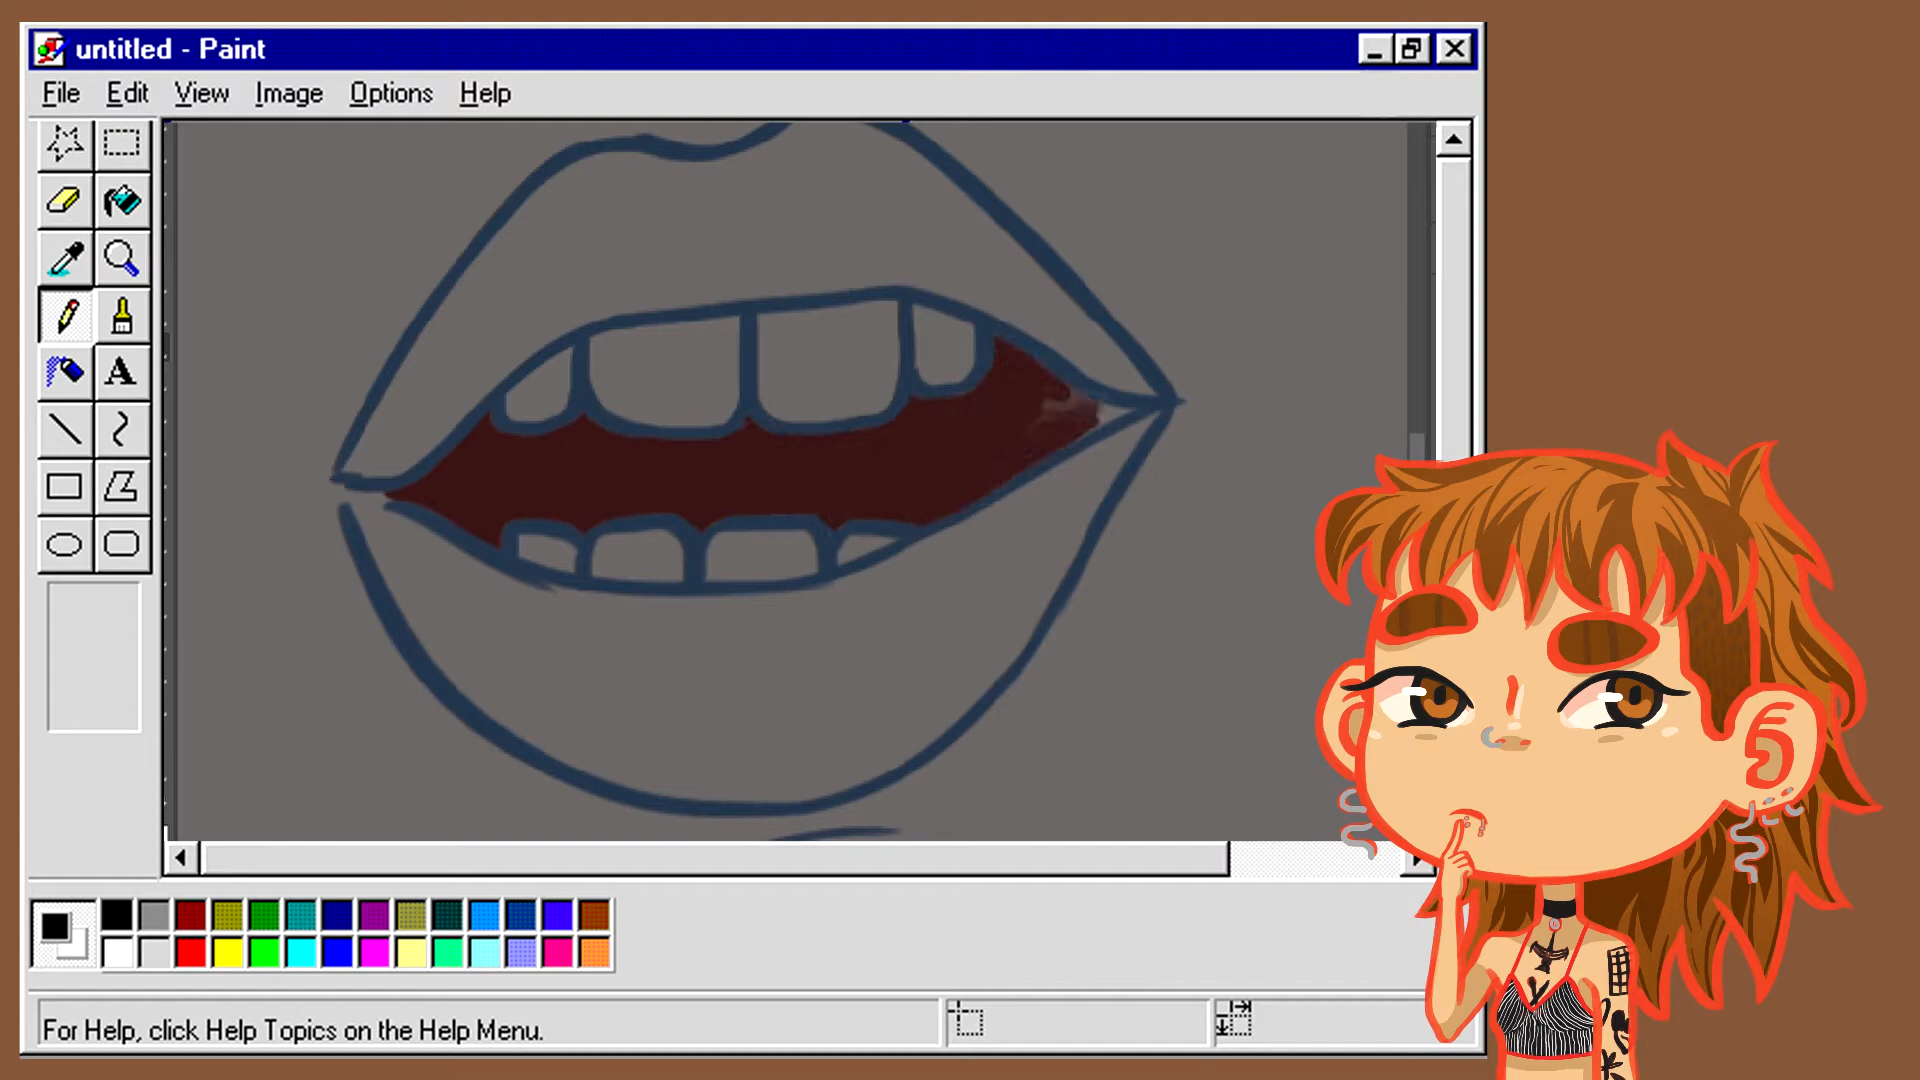 untitled - Paint
File Edit View Image Options Help
A
For Help, click Help Topics on the Help Menu.